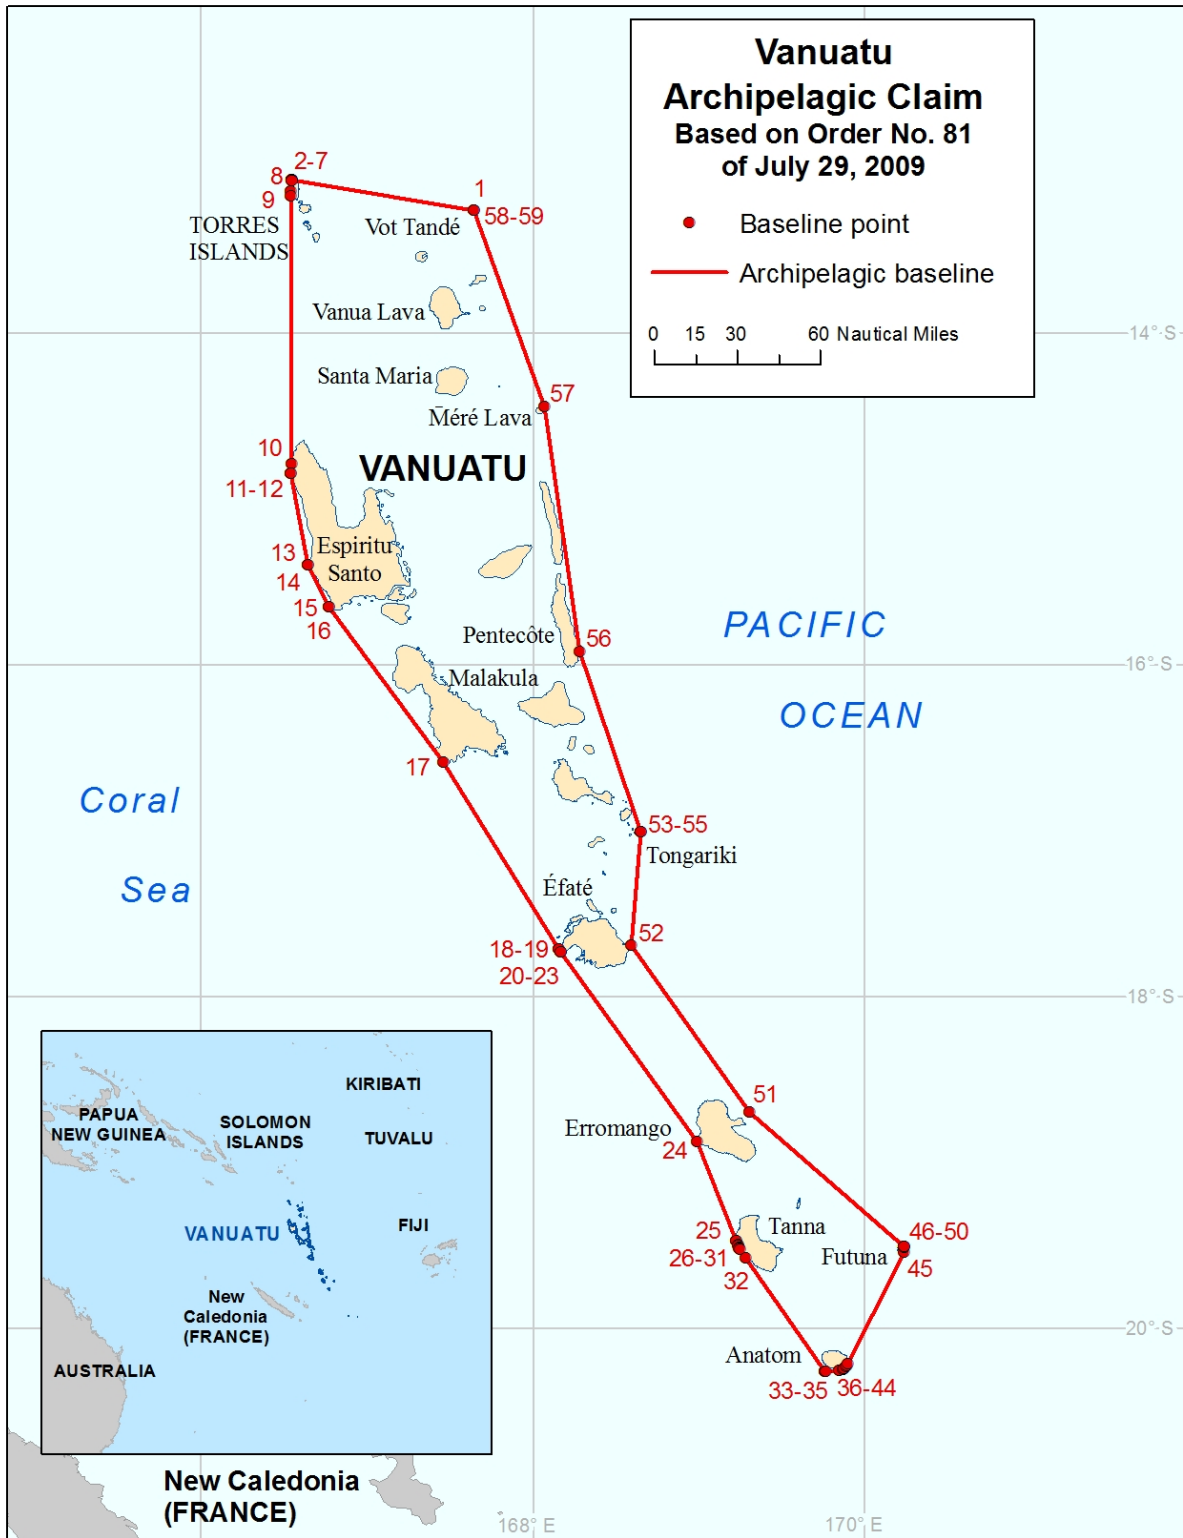 Vanuatu
Archipelagic Claim
Based on Order No. 81
of July 29, 2009
Baseline point
Archipelagic baseline
0 15 30 60 Nautical Miles
2-7
8
9
1
58-59
TORRES
ISLANDS
Vot Tandé
Vanua Lava
14° S
Santa Maria
57
M̄éré Lava
10
VANUATU
11-12
13
Espiritu
Santo
14
15
16
Pentecôte
56
PACIFIC
OCEAN
16° S
Malakula
17
Coral
Sea
53-55
Tongariki
Éfaté
52
18-19
20-23
18° S
51
Erromango
24
25
Tanna
46-50
26-31
Futuna
45
32
20° S
Anatom
33-35
36-44
KIRIBATI
PAPUA
NEW GUINEA
SOLOMON
ISLANDS
TUVALU
VANUATU
FIJI
New
Caledonia
(FRANCE)
AUSTRALIA
New Caledonia
(FRANCE)
168° E
170° E